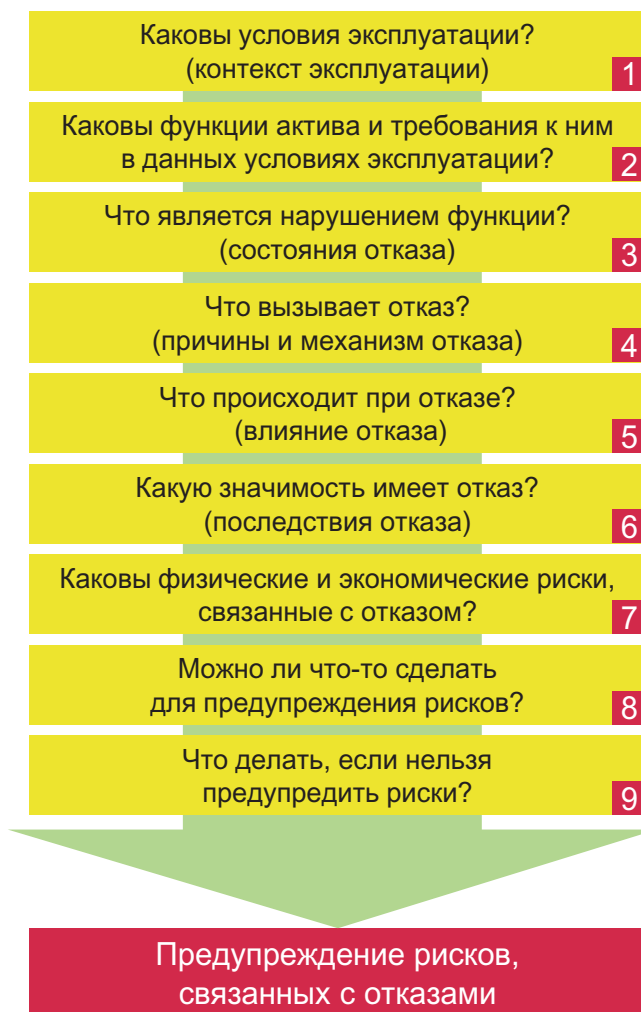 Каковы условия эксплуатации?
(контекст эксплуатации)
1
Каковы функции актива и требования к ним
в данных условиях эксплуатации?
2
Что является нарушением функции?
(состояния отказа)
3
Что вызывает отказ?
(причины и механизм отказа)
4
Что происходит при отказе?
(влияние отказа)
5
Какую значимость имеет отказ?
(последствия отказа)
6
Каковы физические и экономические риски,
связанные с отказом?
7
Можно ли что-то сделать
для предупреждения рисков?
8
Что делать, если нельзя
предупредить риски?
9
Предупреждение рисков,
связанных с отказами